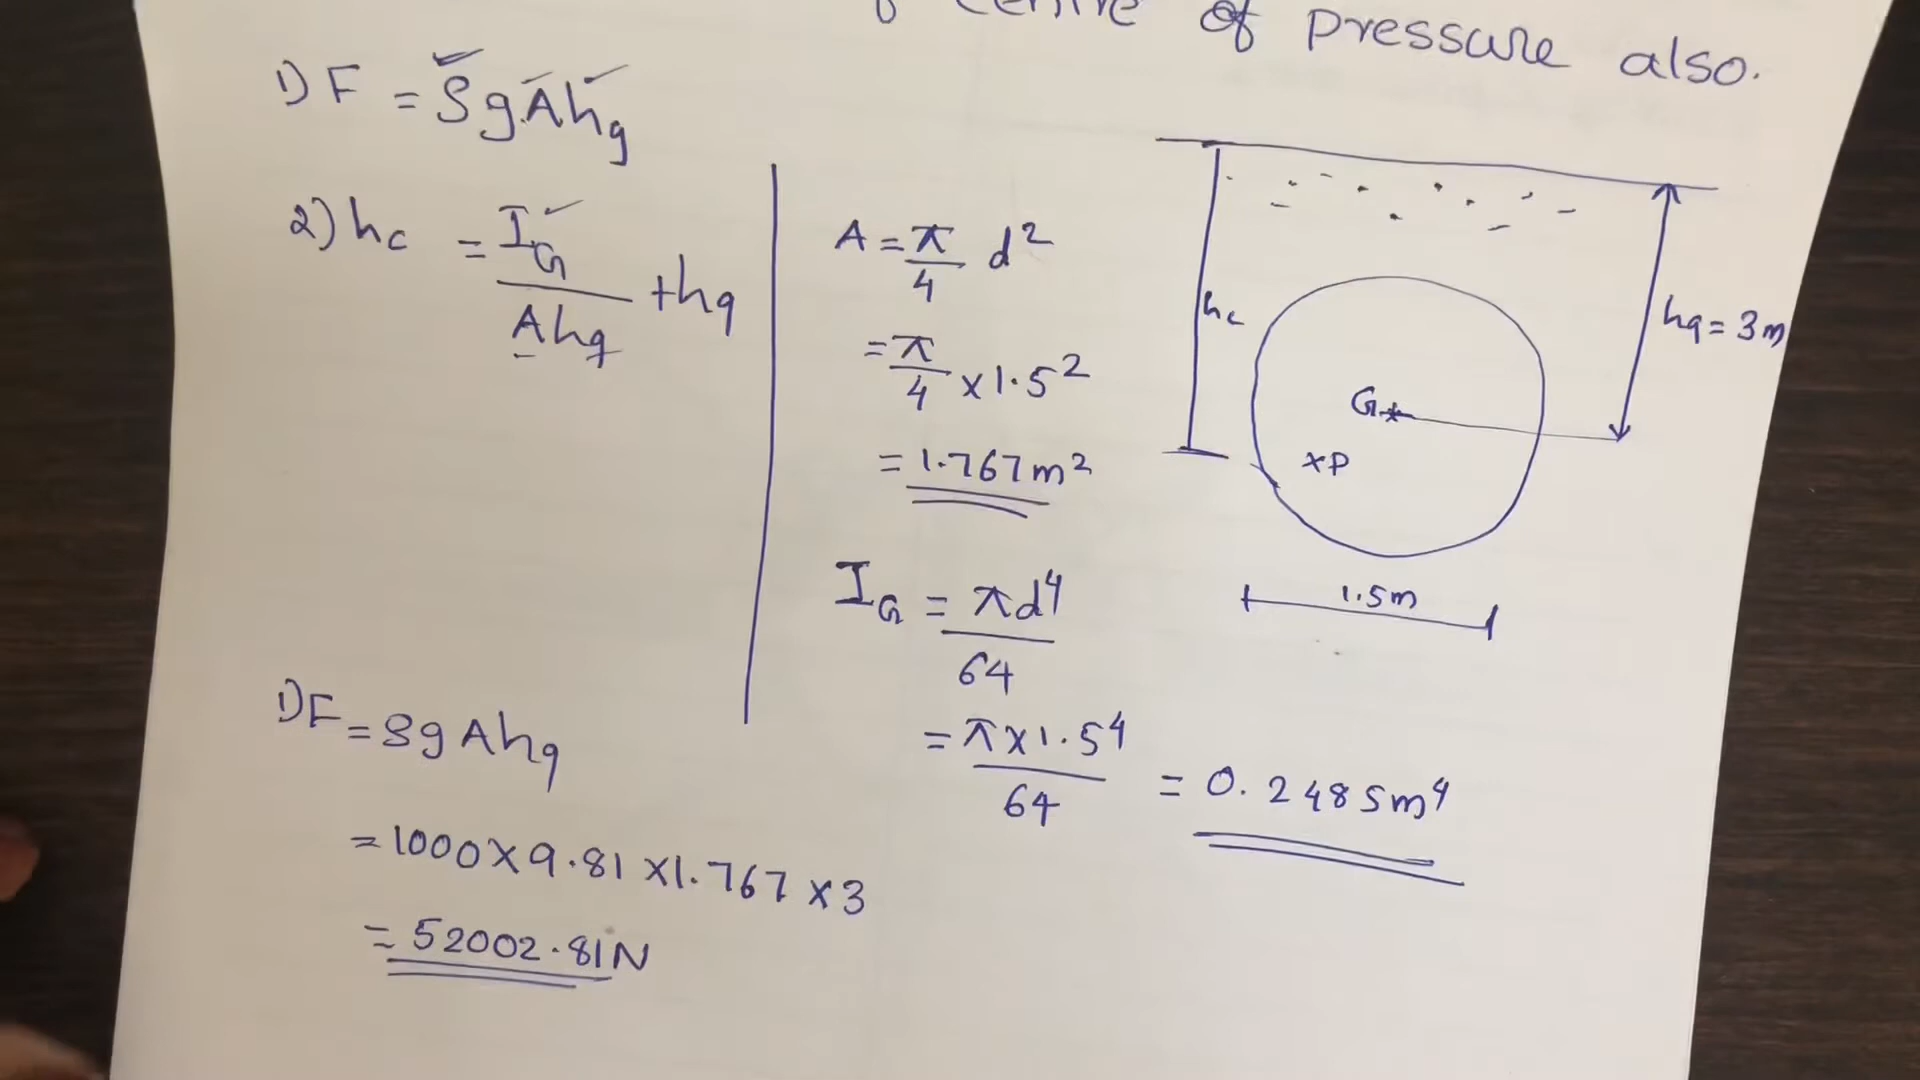 centre of pressure also.
1) F = ρgAhg
2) hc = IG / Ahg + hg
A = π/4 d²
= π/4 × 1.5²
= 1.767m²
IG = πd⁴ / 64
= π×1.5⁴ / 64 = 0.2485m⁴
hc
hg = 3m
G
×P
1.5m
1) F = ρgAhg
= 1000×9.81×1.767×3
= 52002.81N